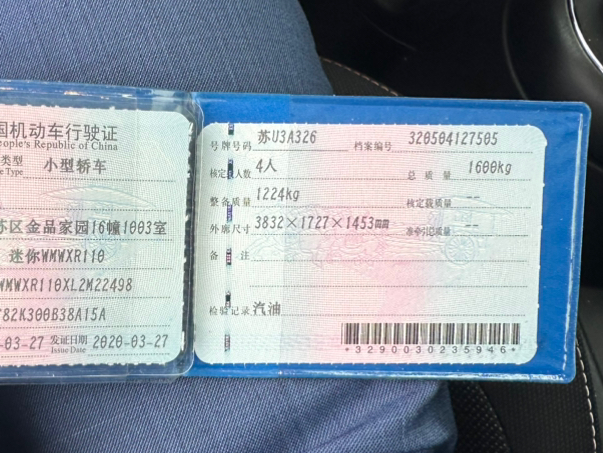 国机动车行驶证
People's Republic of China
类型 小型轿车
e Type
苏区金品家园16幢1003室
迷你WMWXR110
WMWXR110XL2M22498
82K300B38A15A
-03-27 发证日期 2020-03-27
Issue Date
号牌号码 苏U3A326 档案编号 320504127505
核定人数 4人 总质量 1600kg
整备质量 1224kg 核定载质量 --
外廓尺寸 3832×1727×1453mm 准牵引总质量 --
备注
检验记录 汽油
*3290030235946*